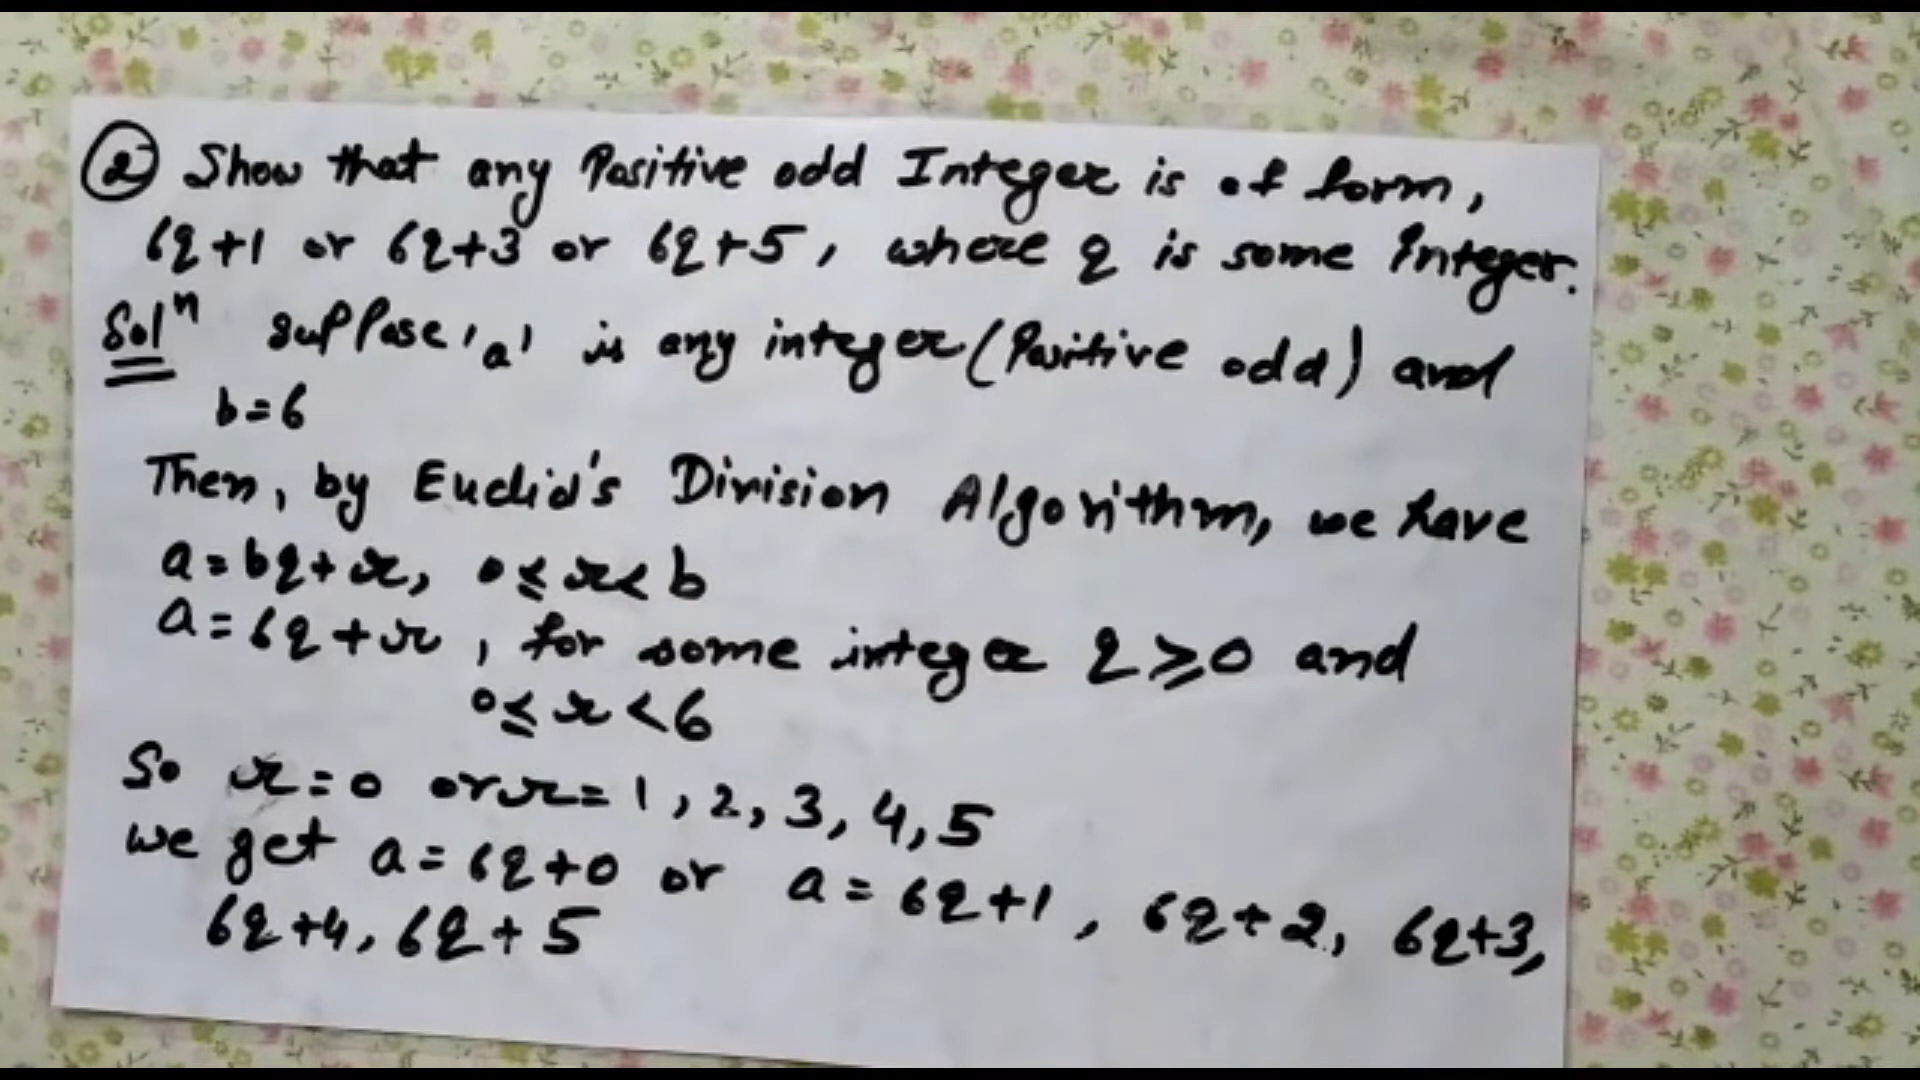 ② Show that any Positive odd Integer is of form,
6q+1 or 6q+3 or 6q+5, where q is some Integer.
Solⁿ Suppose 'a' is any integer (Positive odd) and
b=6
Then, by Euclid's Division Algorithm, we have
a=bq+r, 0≤r<b
a=6q+r, for some integer q≥0 and
0≤r<6
So r=0 or r=1,2,3,4,5
we get a=6q+0 or a=6q+1, 6q+2, 6q+3,
6q+4, 6q+5